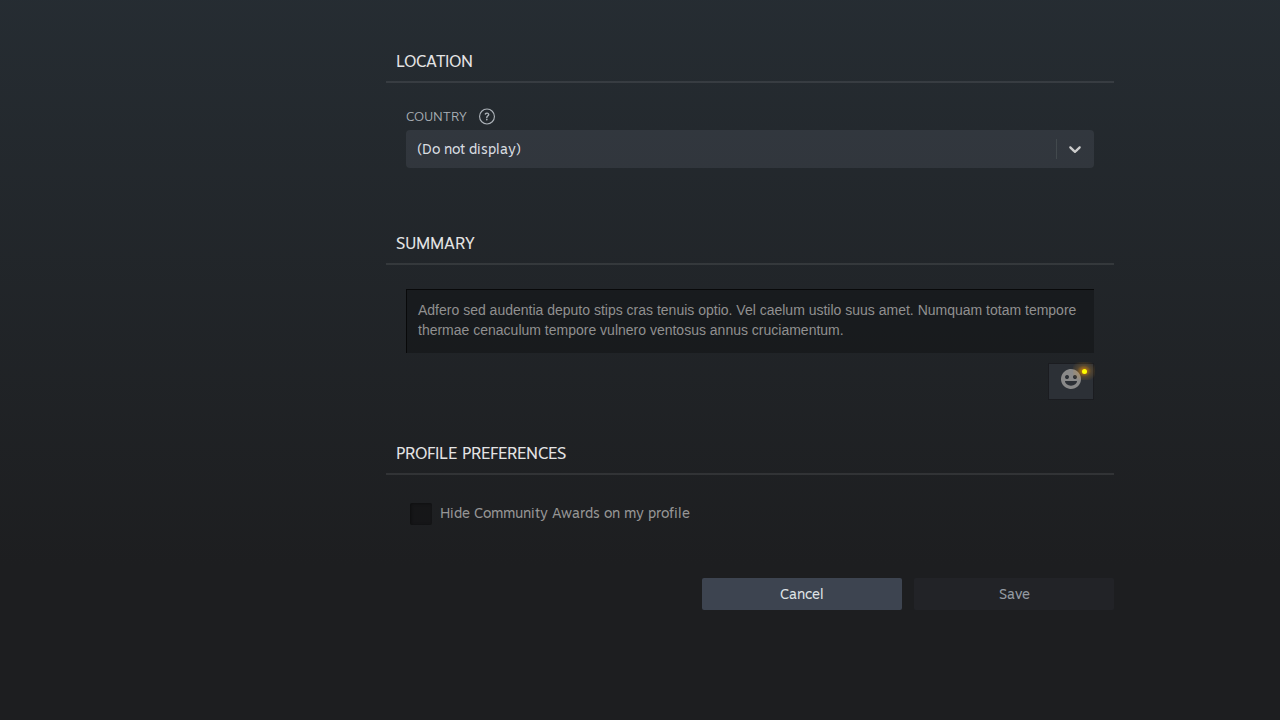 LOCATION
COUNTRY ?
(Do not display)
SUMMARY
Adfero sed audentia deputo stips cras tenuis optio. Vel caelum ustilo suus amet. Numquam totam tempore
thermae cenaculum tempore vulnero ventosus annus cruciamentum.
PROFILE PREFERENCES
Hide Community Awards on my profile
Cancel Save